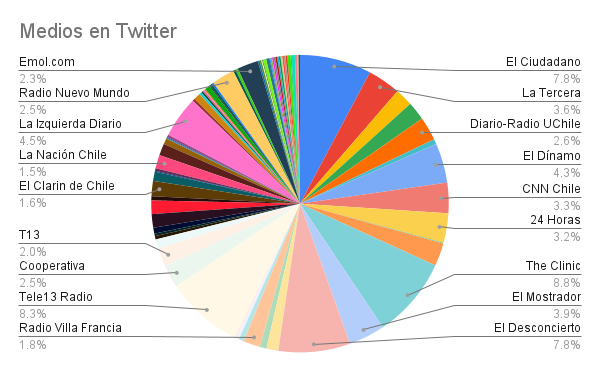 Medios en Twitter
Emol.com
2.3%
Radio Nuevo Mundo
2.5%
La Izquierda Diario
4.5%
La Nación Chile
1.5%
El Clarin de Chile
1.6%
T13
2.0%
Cooperativa
2.5%
Tele13 Radio
8.3%
Radio Villa Francia
1.8%
El Ciudadano
7.8%
La Tercera
3.6%
Diario-Radio UChile
2.6%
El Dínamo
4.3%
CNN Chile
3.3%
24 Horas
3.2%
The Clinic
8.8%
El Mostrador
3.9%
El Desconcierto
7.8%